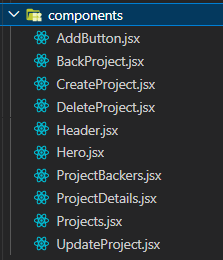 components
AddButton.jsx
BackProject.jsx
CreateProject.jsx
DeleteProject.jsx
Header.jsx
Hero.jsx
ProjectBackers.jsx
ProjectDetails.jsx
Projects.jsx
UpdateProject.jsx